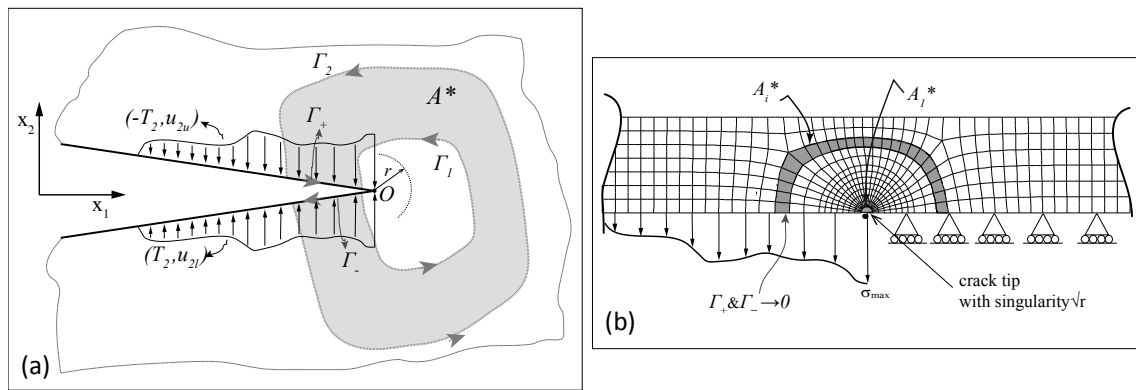 x₂
x₁
(-T₂,u₂ᵤ)
Γ₊
Γ₂
A*
Γ₁
r
O
(T₂,u₂ₗ)
Γ₋
(a)
Aᵢ*
A₁*
σmax
Γ₊&Γ₋→0
crack tip
with singularity√r
(b)